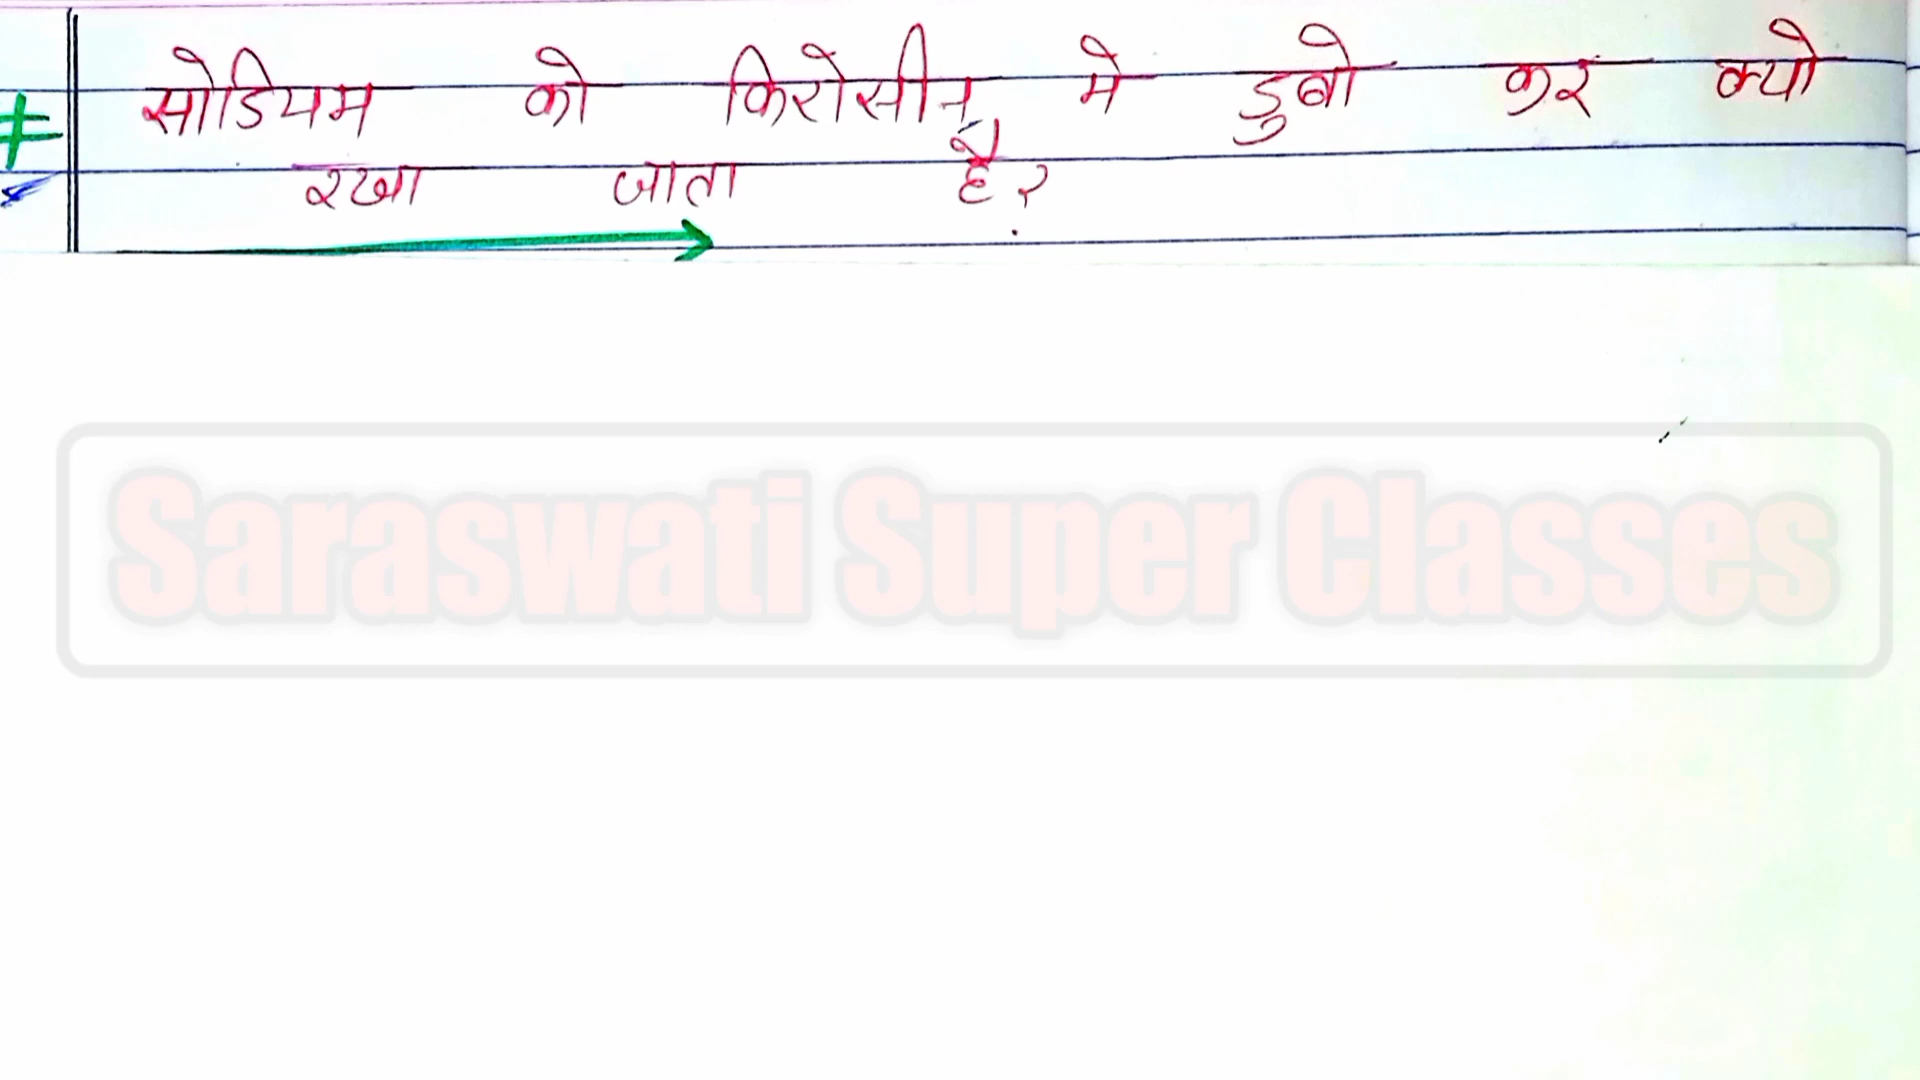 सोडियम को किरोसीन मे डुबो कर क्यो
रखा जाता है?
Saraswati Super Classes